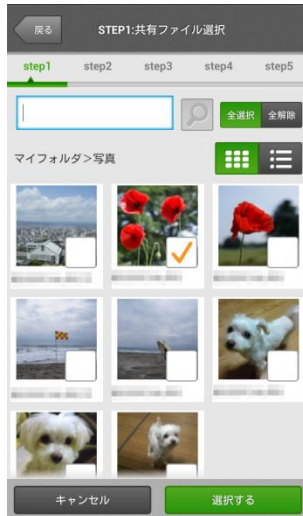 戻る
STEP1:共有ファイル選択
step1 step2 step3 step4 step5
全選択 全解除
マイフォルダ>写真
キャンセル 選択する